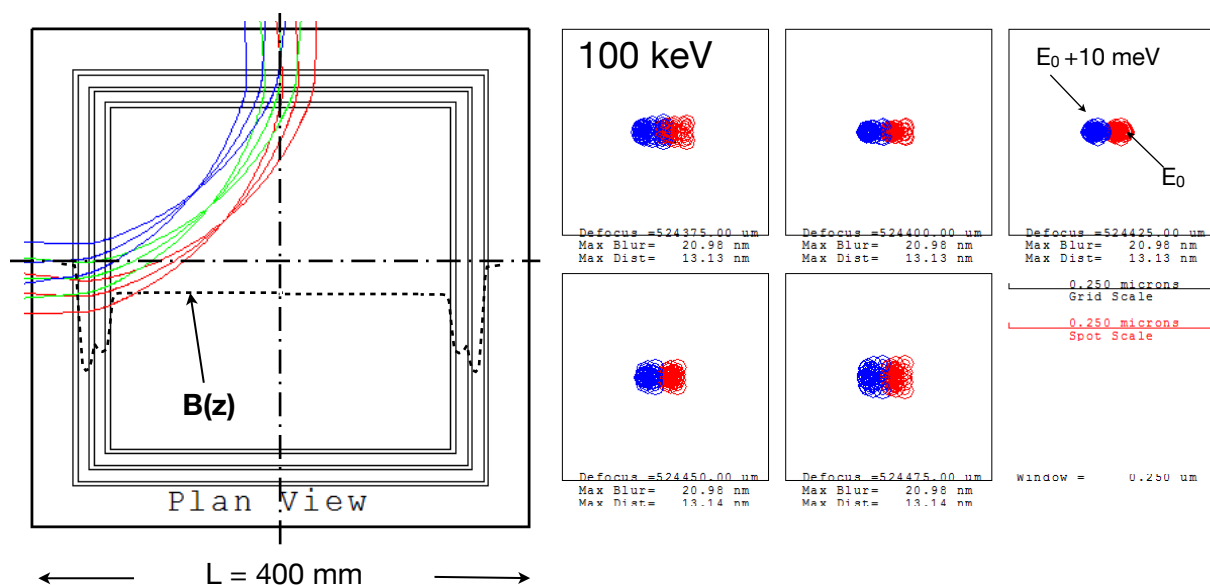 100 keV
E₀ +10 meV
E₀
Defocus =524375.00 um
Max Blur= 20.98 nm
Max Dist= 13.13 nm
Defocus =524400.00 um
Max Blur= 20.98 nm
Max Dist= 13.13 nm
Defocus =524425.00 um
Max Blur= 20.98 nm
Max Dist= 13.13 nm
0.250 microns
Grid Scale
0.250 microns
Spot Scale
B(z)
Plan View
L = 400 mm
Defocus =524450.00 um
Max Blur= 20.98 nm
Max Dist= 13.14 nm
Defocus =524475.00 um
Max Blur= 20.98 nm
Max Dist= 13.14 nm
Window = 0.250 um